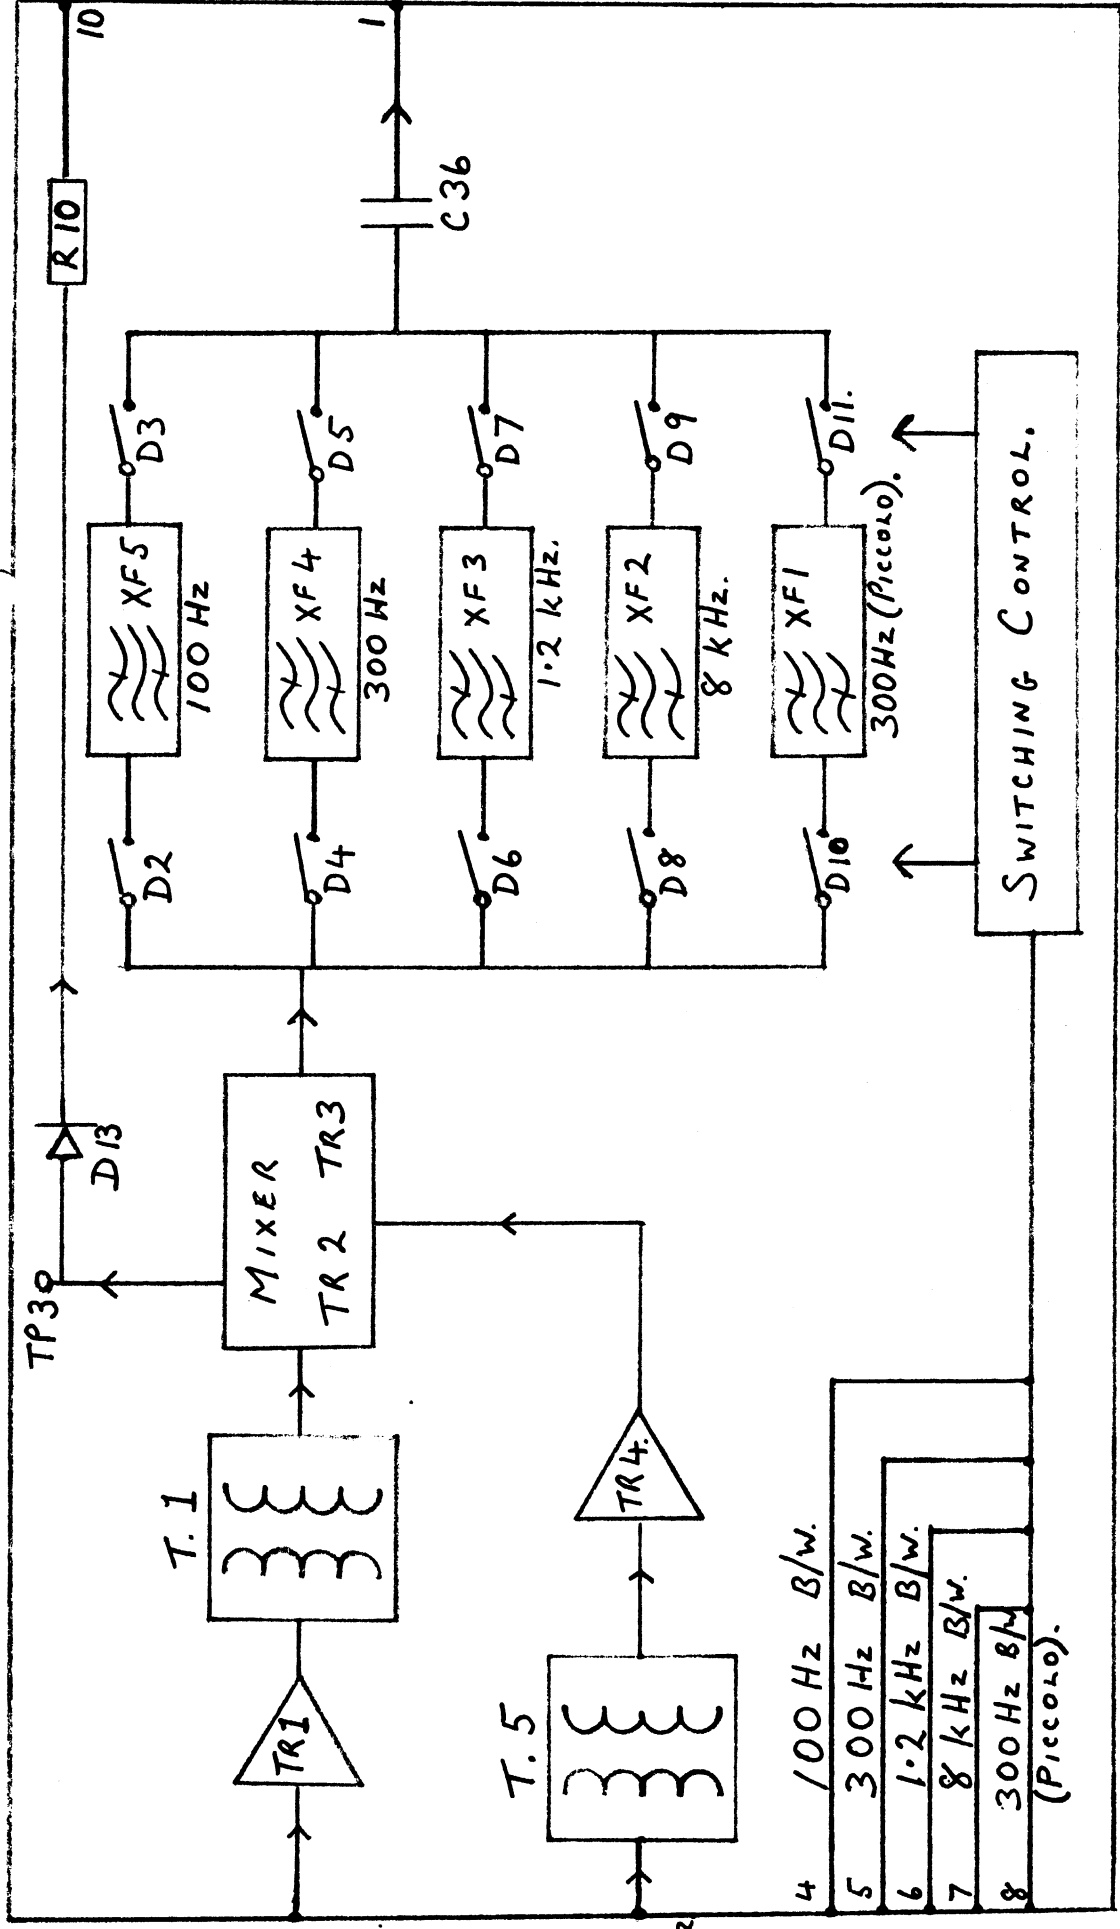 10
R 10
D13
TP3
1
C36
D2
XF5
100 Hz
D3
D4
XF4
300 Hz
D5
D6
XF3
1.2 kHz.
D7
D8
XF2
8 kHz.
D9
D10
XF1
300Hz (PICCOLO).
D11.
MIXER
TR2 TR3
T.1
TR1
T.5
TR4.
4 100 Hz B/W.
5 300 Hz B/W.
6 1.2 kHz B/W.
7 8 kHz B/W.
8 300 Hz B/W
(PICCOLO).
SWITCHING CONTROL.